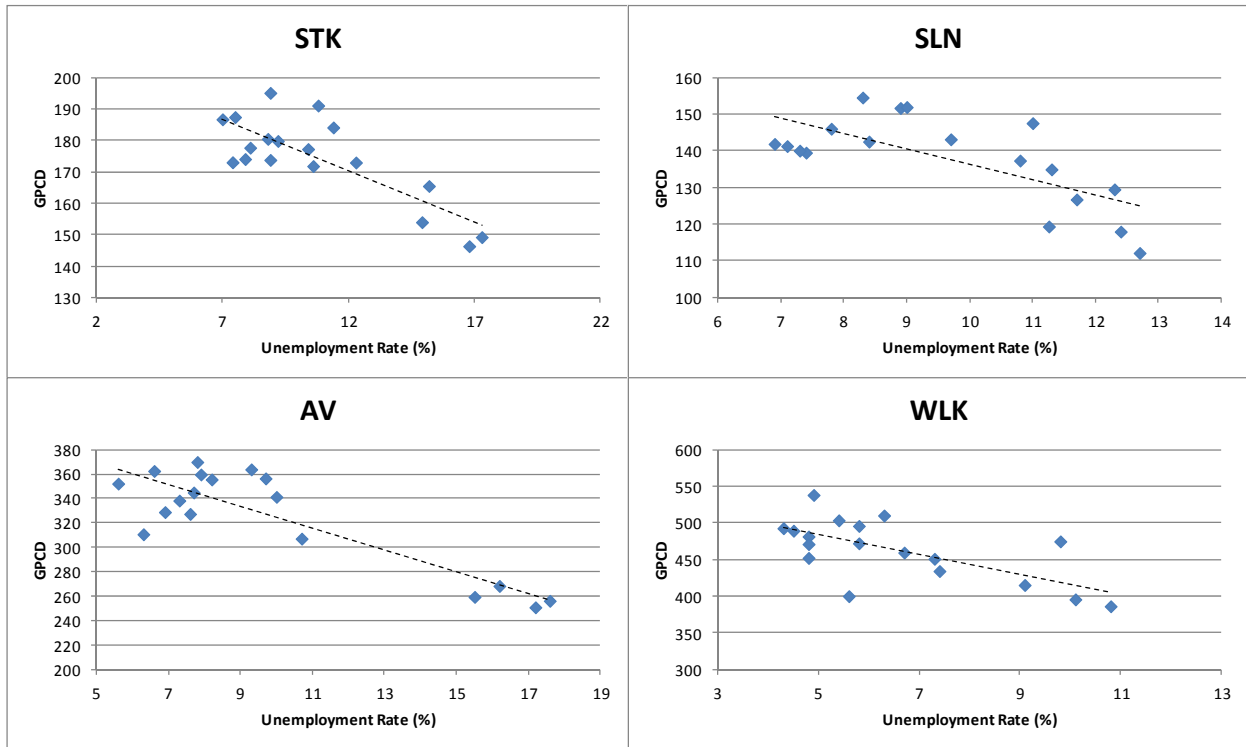 STK
GPCD
200
190
180
170
160
150
140
130
2 7 12 17 22
Unemployment Rate (%)
SLN
GPCD
160
150
140
130
120
110
100
6 7 8 9 10 11 12 13 14
Unemployment Rate (%)
AV
GPCD
380
360
340
320
300
280
260
240
220
200
5 7 9 11 13 15 17 19
Unemployment Rate (%)
WLK
GPCD
600
550
500
450
400
350
300
3 5 7 9 11 13
Unemployment Rate (%)